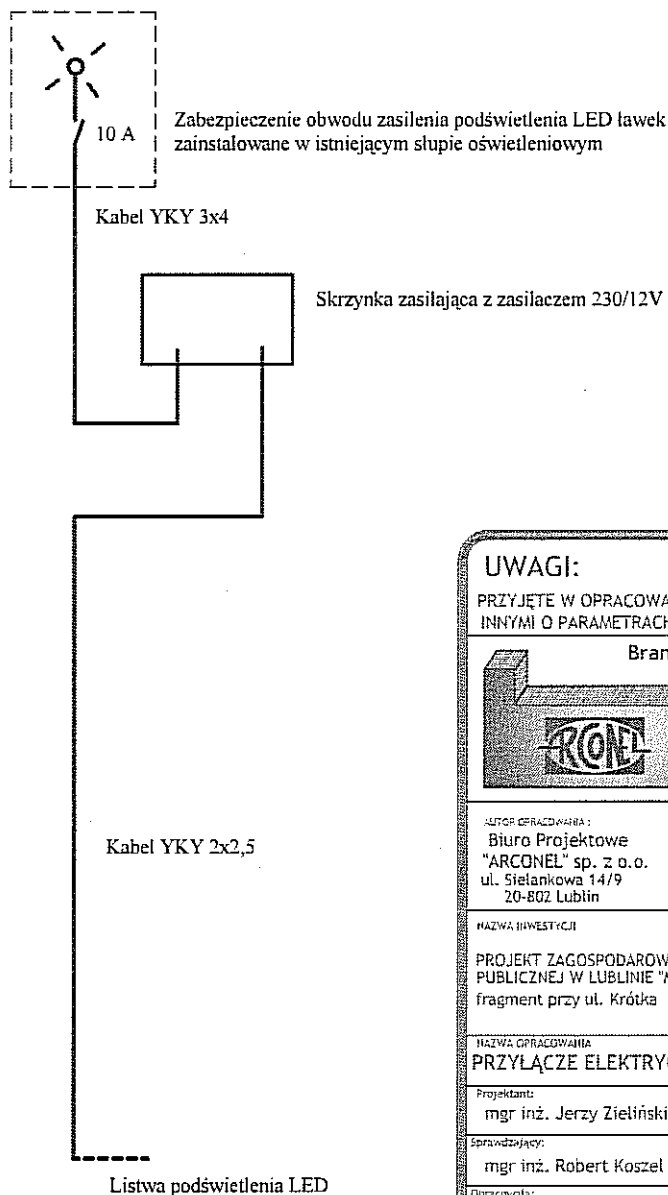 10 A
Zabezpieczenie obwodu zasilenia podświetlenia LED ławek
zainstalowane w istniejącym słupie oświetleniowym
Kabel YKY 3x4
Skrzynka zasilająca z zasilaczem 230/12V
Kabel YKY 2x2,5
Listwa podświetlenia LED
UWAGI:
PRZYJĘTE W OPRACOWA
INNYMI O PARAMETRACH
Bran
ARCONEL
AUTOR OPRACOWANIA:
Biuro Projektowe
"ARCONEL" sp. z o.o.
ul. Sielankowa 14/9
20-802 Lublin
NAZWA INWESTYCJI
PROJEKT ZAGOSPODAROW
PUBLICZNEJ W LUBLINIE "
fragment przy ul. Krótka
NAZWA OPRACOWANIA
PRZYŁĄCZE ELEKTRY
Projektant:
mgr inż. Jerzy Zieliński
Sprawdzający:
mgr inż. Robert Koszel
Opracował: